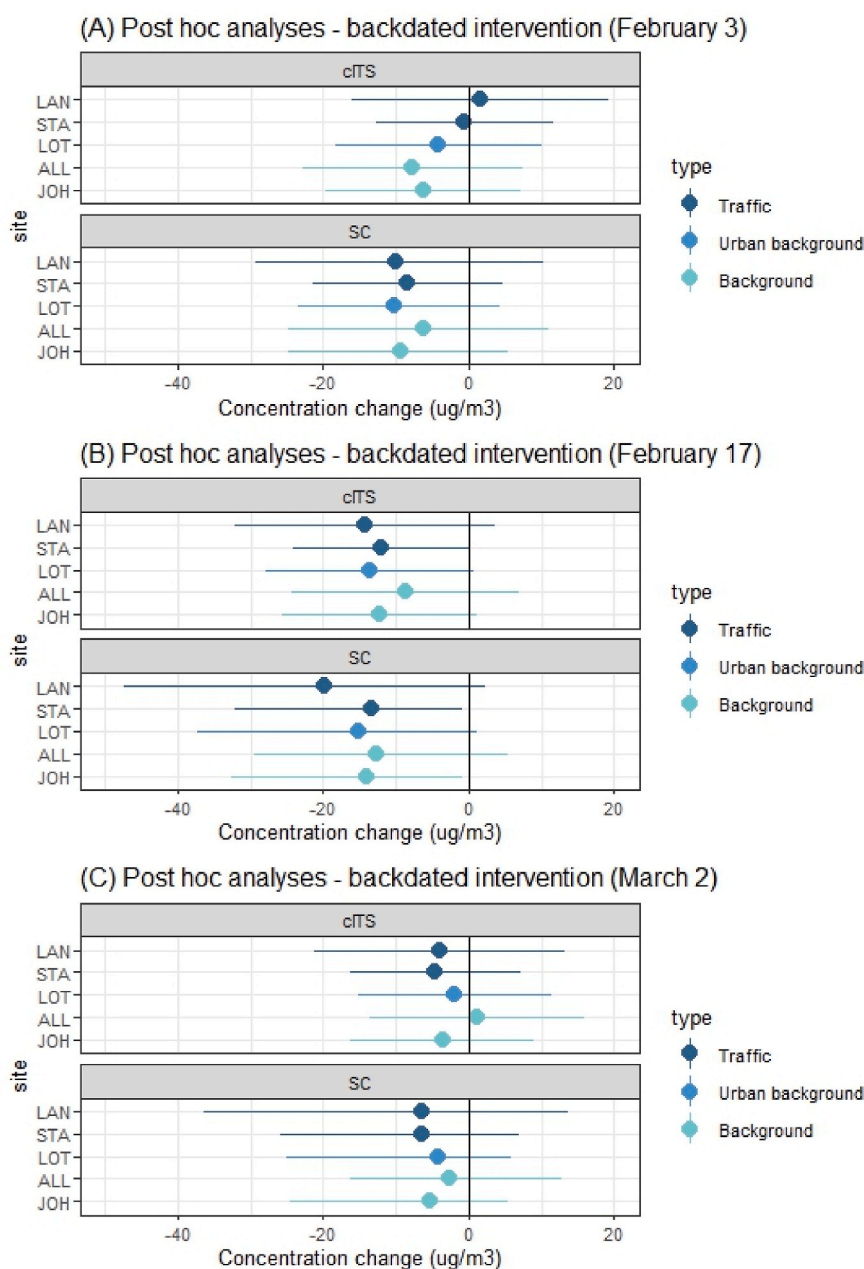 (A) Post hoc analyses - backdated intervention (February 3)
cITS
LAN
STA
LOT
ALL
JOH
SC
LAN
STA
LOT
ALL
JOH
site
-40 -20 0 20
Concentration change (ug/m3)
type
Traffic
Urban background
Background
(B) Post hoc analyses - backdated intervention (February 17)
cITS
LAN
STA
LOT
ALL
JOH
SC
LAN
STA
LOT
ALL
JOH
site
-40 -20 0 20
Concentration change (ug/m3)
type
Traffic
Urban background
Background
(C) Post hoc analyses - backdated intervention (March 2)
cITS
LAN
STA
LOT
ALL
JOH
SC
LAN
STA
LOT
ALL
JOH
site
-40 -20 0 20
Concentration change (ug/m3)
type
Traffic
Urban background
Background